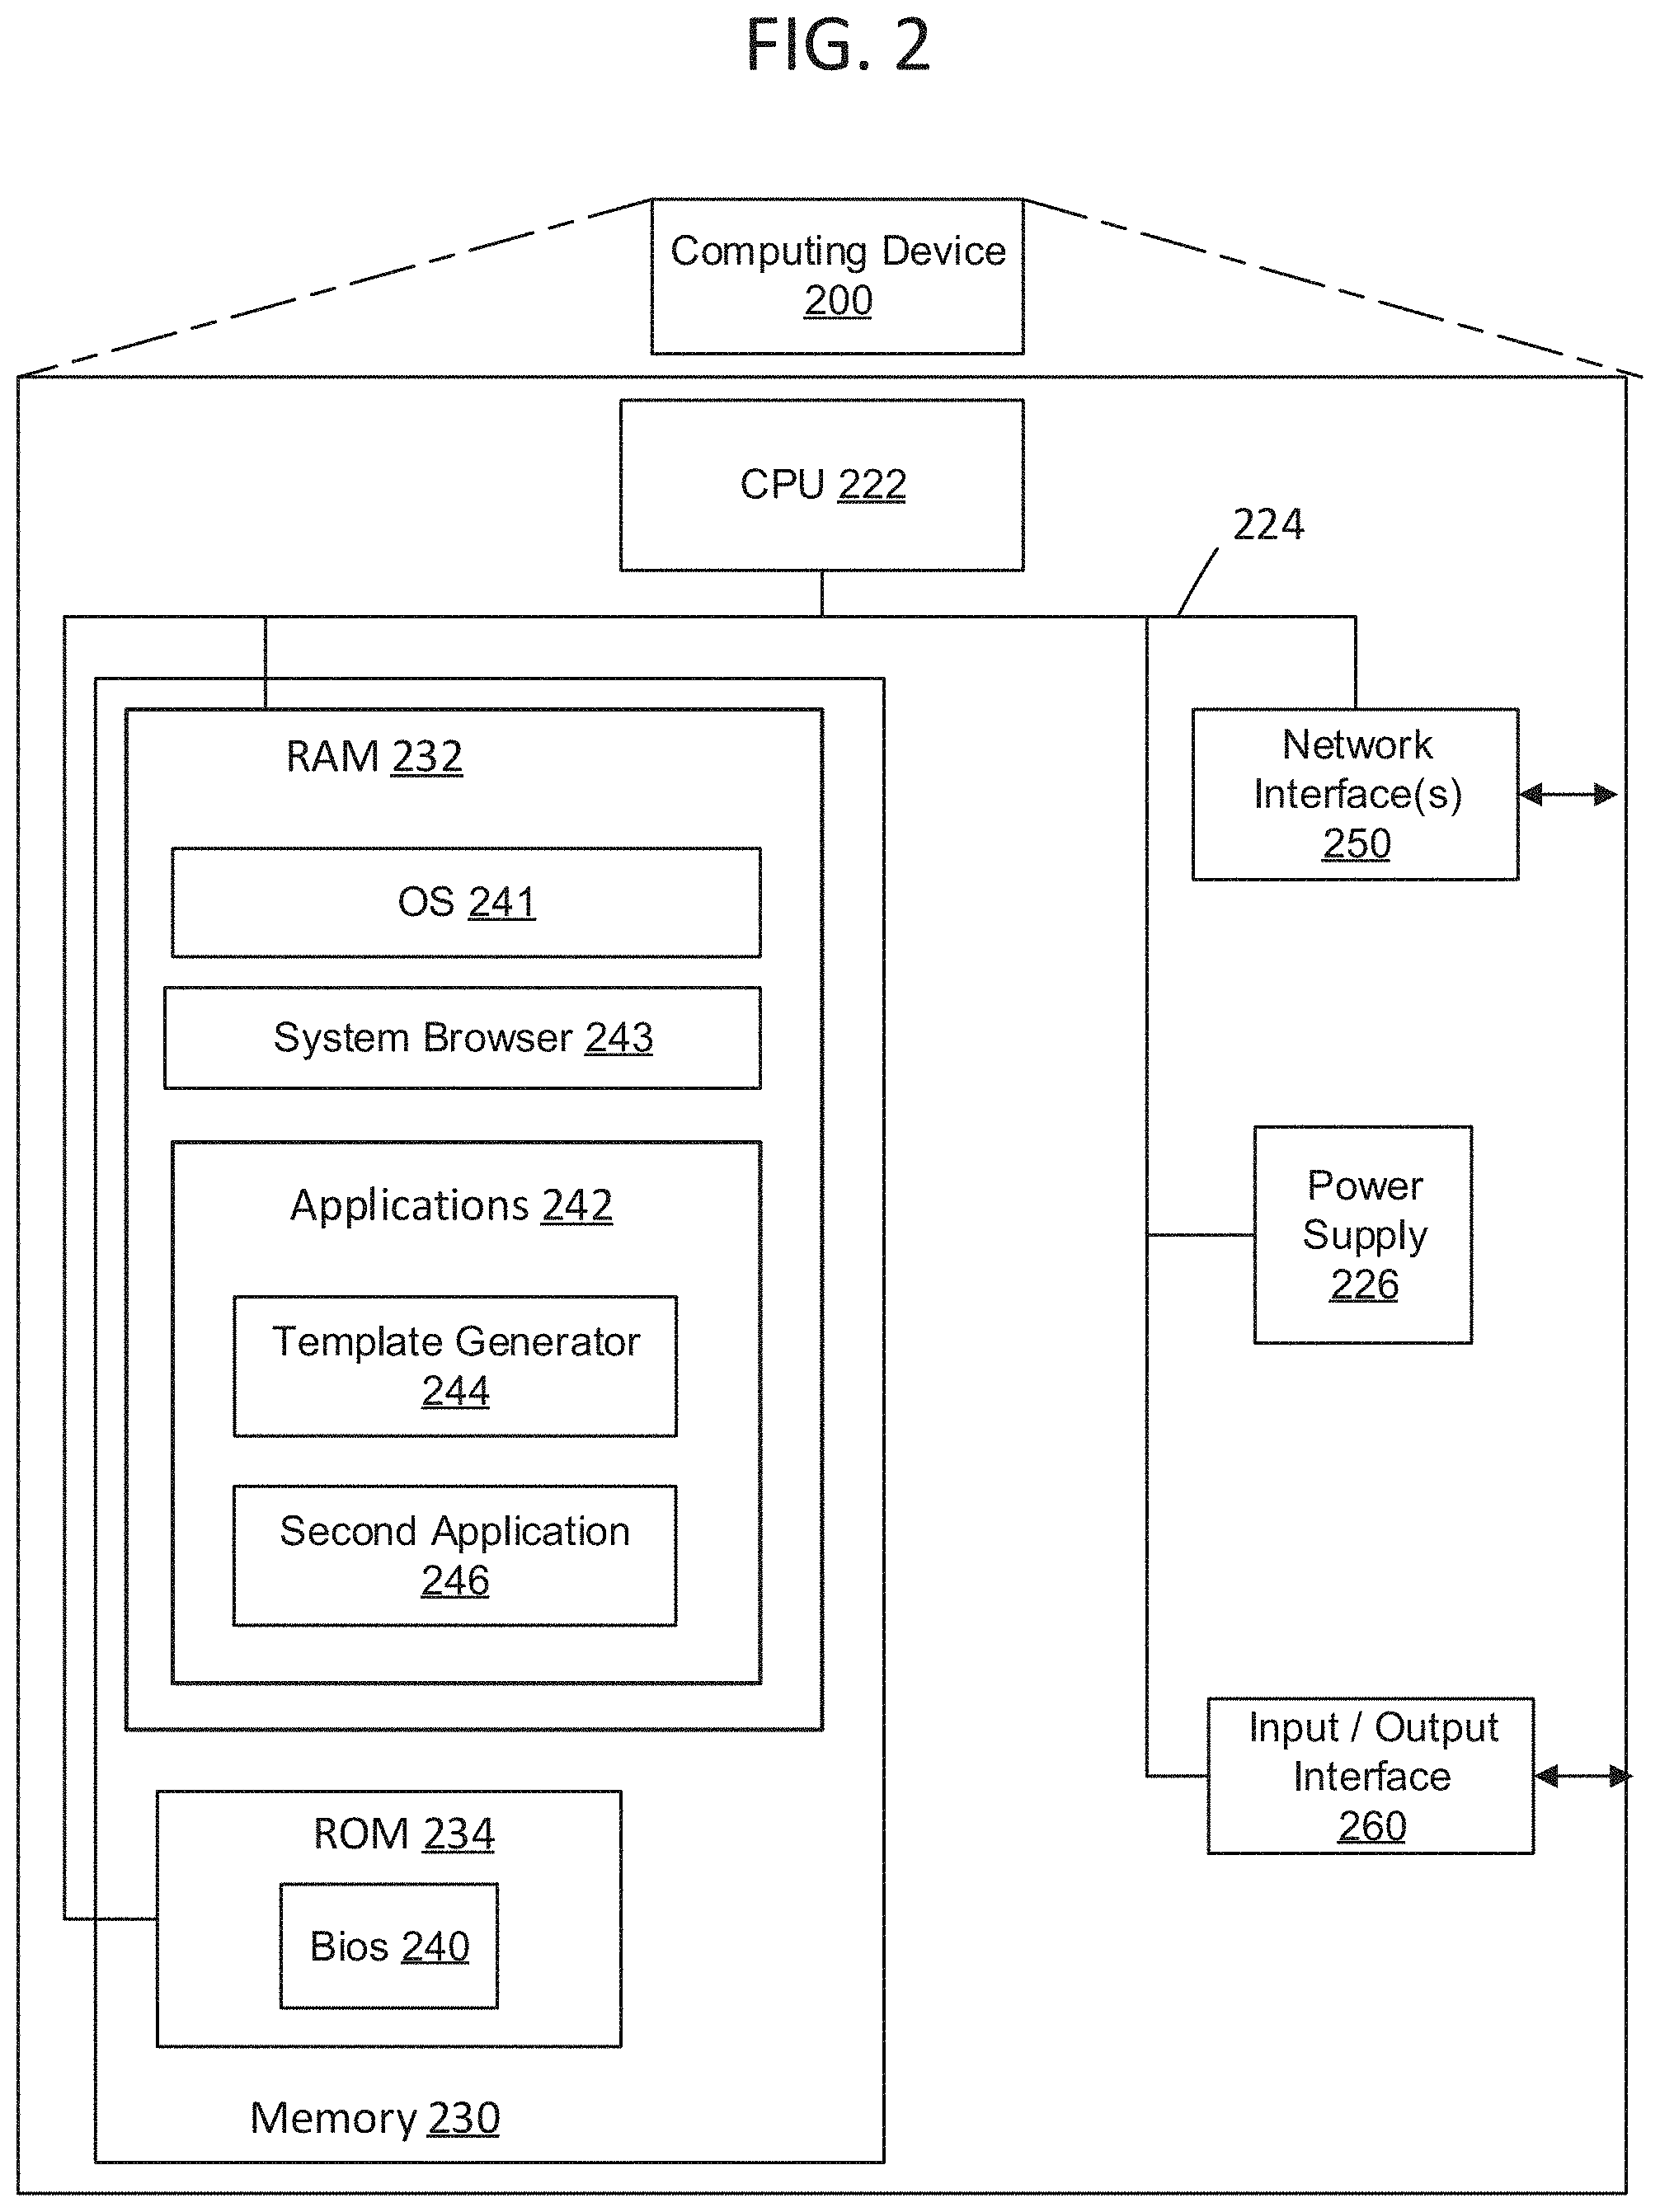 FIG. 2
Computing Device
200
CPU 222
224
RAM 232
OS 241
System Browser 243
Applications 242
Template Generator
244
Second Application
246
ROM 234
Bios 240
Memory 230
Network
Interface(s)
250
Power
Supply
226
Input / Output
Interface
260